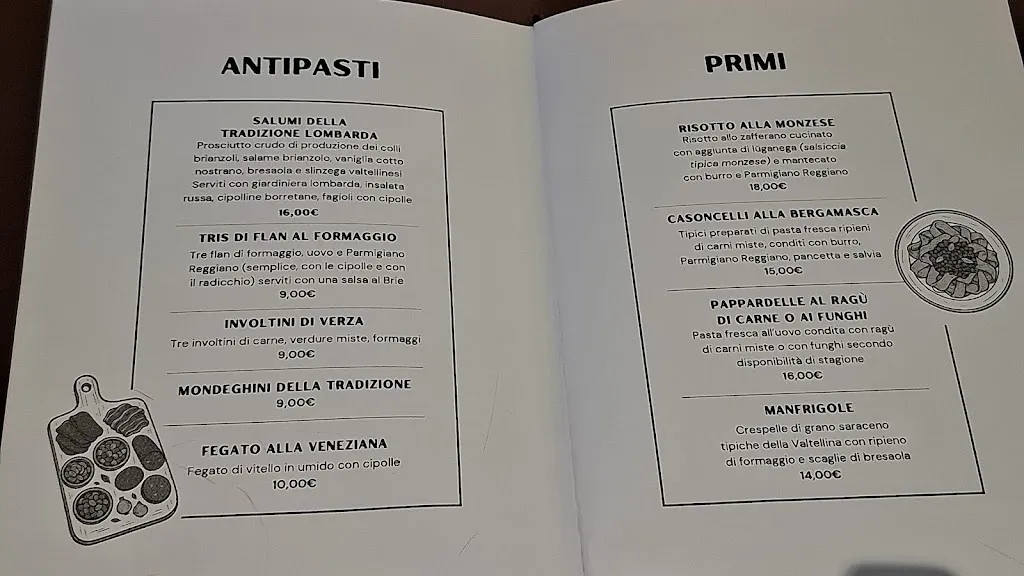 ANTIPASTI
SALUMI DELLA
TRADIZIONE LOMBARDA
Prosciutto crudo di produzione dei colli
brianzoli, salame brianzolo, vaniglia cotto
nostrano, bresaola e slinzega valtellinesi
Serviti con giardiniera lombarda, insalata
russa, cipolline borretane, fagioli con cipolle
16,00€
TRIS DI FLAN AL FORMAGGIO
Tre flan di formaggio, uovo e Parmigiano
Reggiano (semplice, con le cipolle e con
il radicchio) serviti con una salsa al Brie
9,00€
INVOLTINI DI VERZA
Tre involtini di carne, verdure miste, formaggi
9,00€
MONDEGHINI DELLA TRADIZIONE
9,00€
FEGATO ALLA VENEZIANA
Fegato di vitello in umido con cipolle
10,00€
PRIMI
RISOTTO ALLA MONZESE
Risotto allo zafferano cucinato
con aggiunta di lüganega (salsiccia
tipica monzese) e mantecato
con burro e Parmigiano Reggiano
18,00€
CASONCELLI ALLA BERGAMASCA
Tipici preparati di pasta fresca ripieni
di carni miste, conditi con burro,
Parmigiano Reggiano, pancetta e salvia
15,00€
PAPPARDELLE AL RAGÙ
DI CARNE O AI FUNGHI
Pasta fresca all'uovo condita con ragù
di carni miste o con funghi secondo
disponibilità di stagione
16,00€
MANFRIGOLE
Crespelle di grano saraceno
tipiche della Valtellina con ripieno
di formaggio e scaglie di bresaola
14,00€